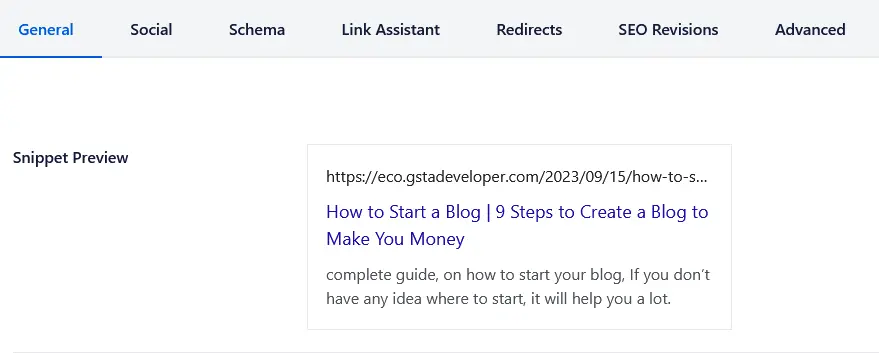 General Social Schema Link Assistant Redirects SEO Revisions Advanced
Snippet Preview
https://eco.gstadeveloper.com/2023/09/15/how-to-s...
How to Start a Blog | 9 Steps to Create a Blog to
Make You Money
complete guide, on how to start your blog, If you don't
have any idea where to start, it will help you a lot.